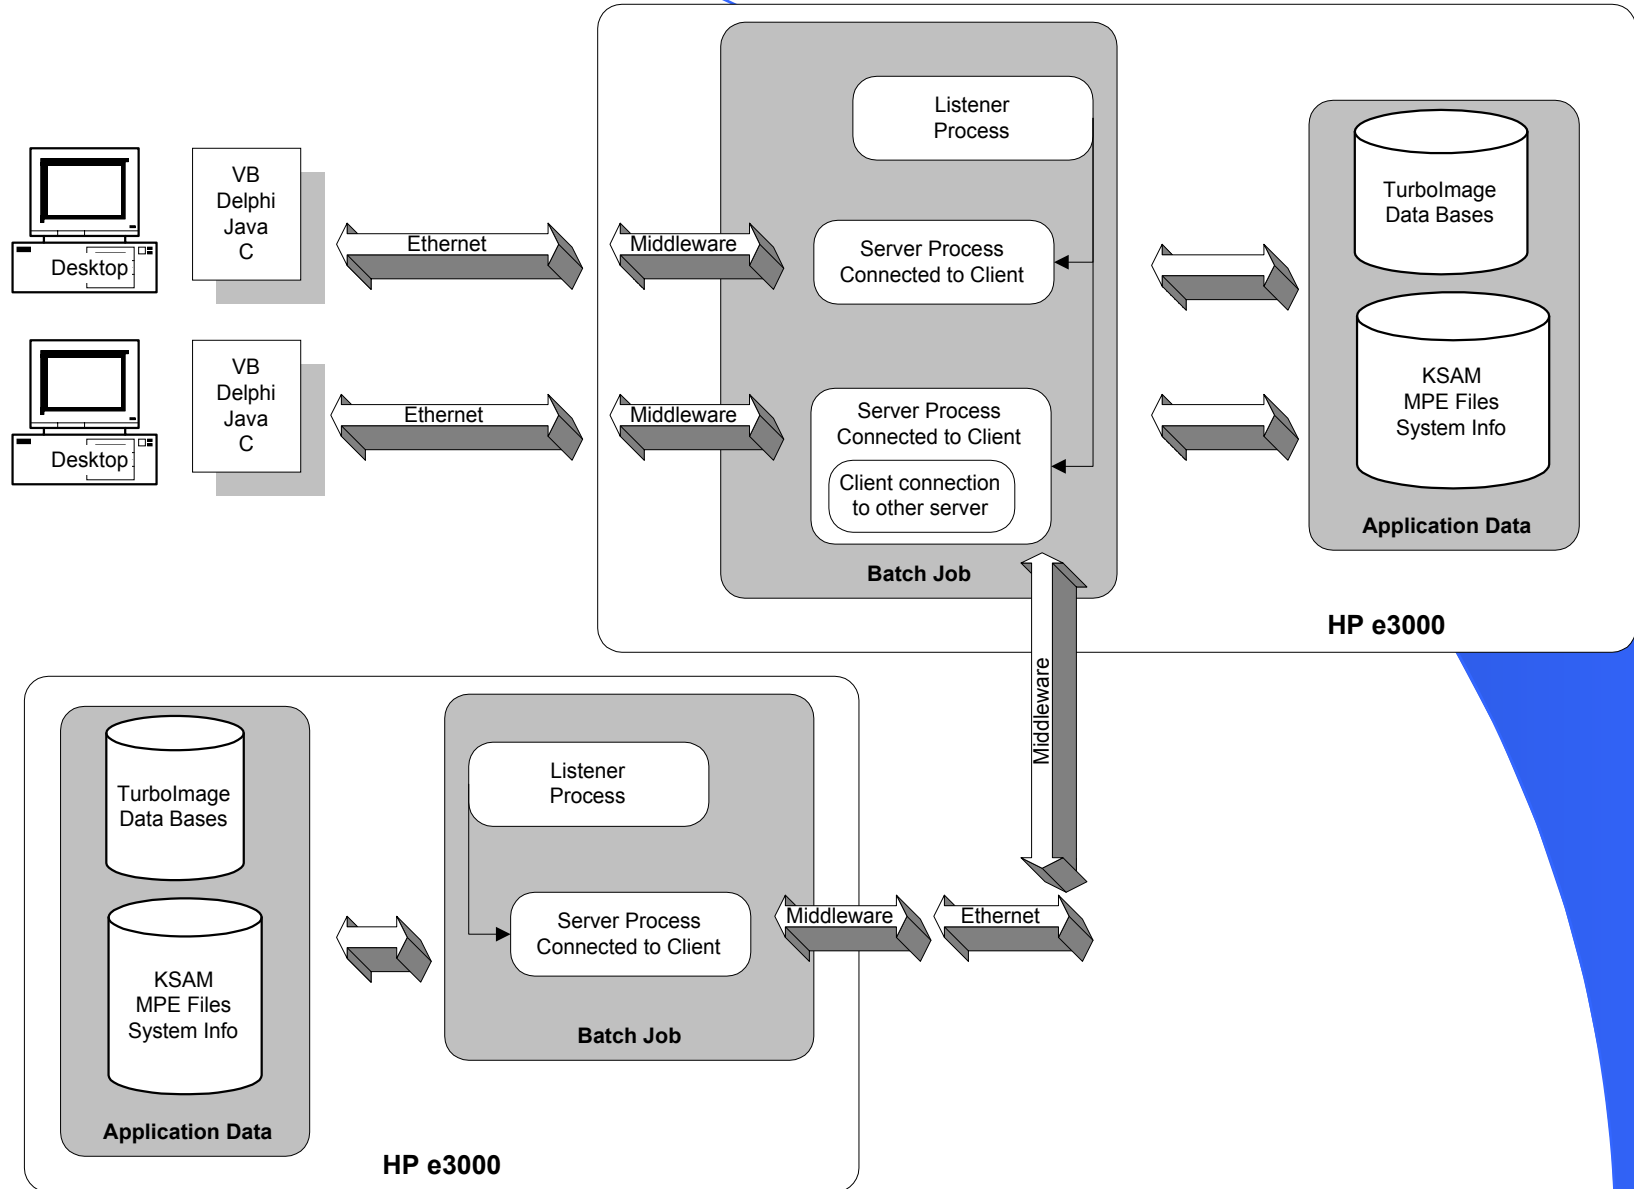 Listener
Process
TurboImage
Data Bases
Desktop
VB
Delphi
Java
C
Ethernet
Middleware
Server Process
Connected to Client
Desktop
VB
Delphi
Java
C
Ethernet
Middleware
Server Process
Connected to Client
Client connection
to other server
KSAM
MPE Files
System Info
Application Data
Batch Job
HP e3000
Middleware
TurboImage
Data Bases
Listener
Process
KSAM
MPE Files
System Info
Server Process
Connected to Client
Middleware
Ethernet
Batch Job
Application Data
HP e3000